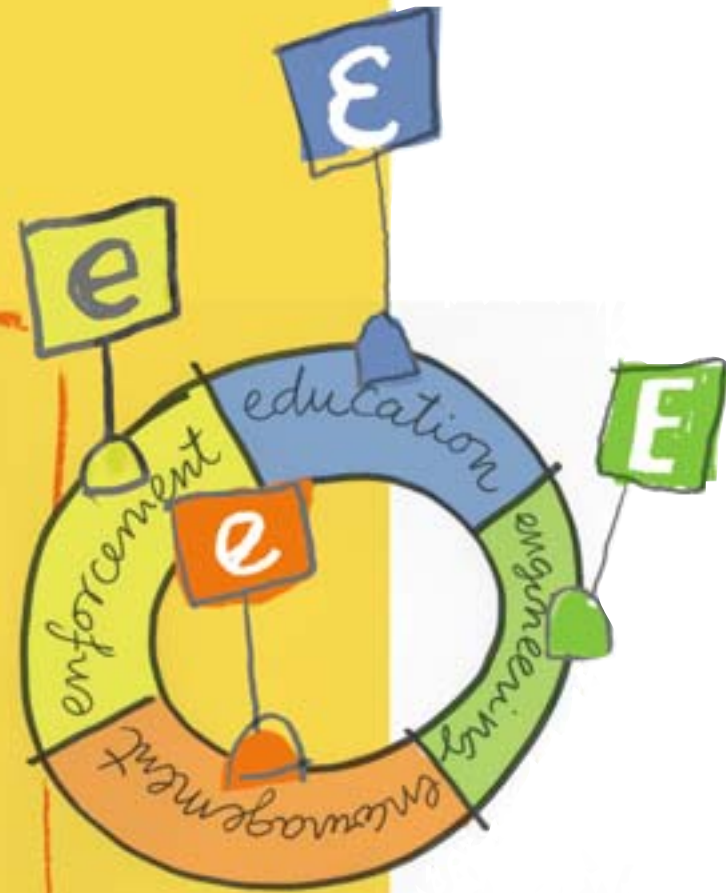 Ɛ
e
education
E
enforcement
e
engineering
encouragement